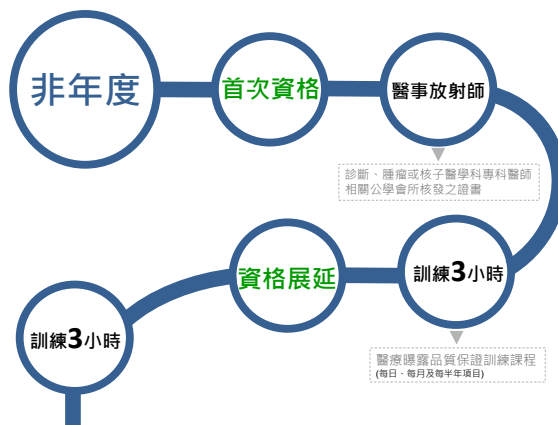 非年度
首次資格
醫事放射師
診斷、腫瘤或核子醫學科專科醫師
相關公學會所核發之證書
訓練3小時
醫療曝露品質保證訓練課程
(每日、每月及每半年項目)
資格展延
訓練3小時